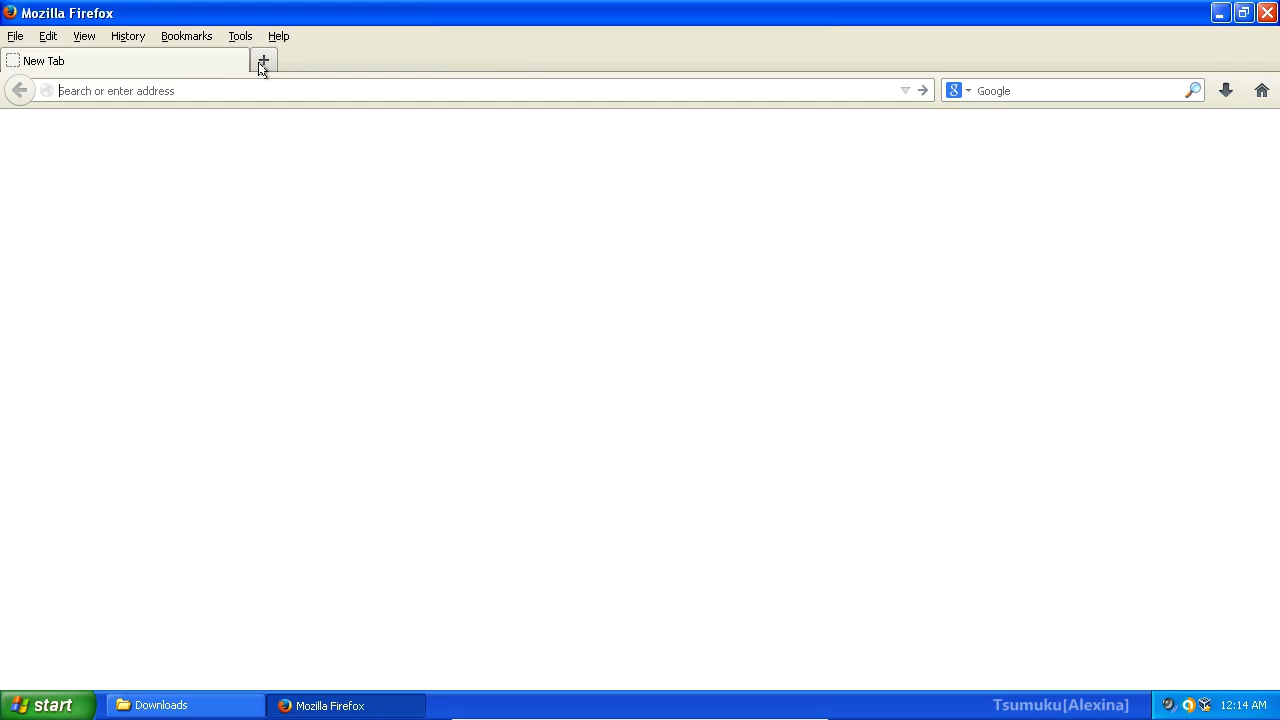 Mozilla Firefox
File Edit View History Bookmarks Tools Help
New Tab
Search or enter address
Google
start
Downloads
Mozilla Firefox
Tsumuku[Alexina]
12:14 AM